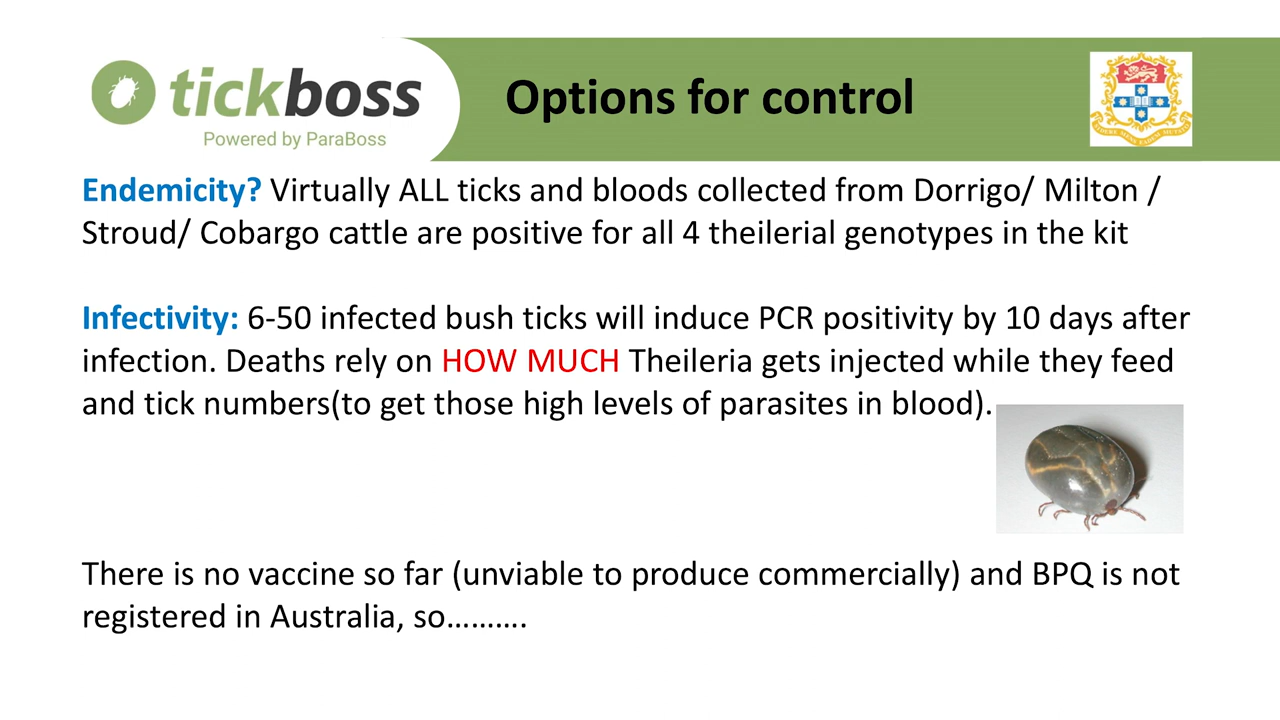 tickboss
Powered by ParaBoss
Options for control
Endemicity? Virtually ALL ticks and bloods collected from Dorrigo/ Milton /
Stroud/ Cobargo cattle are positive for all 4 theilerial genotypes in the kit
Infectivity: 6-50 infected bush ticks will induce PCR positivity by 10 days after
infection. Deaths rely on HOW MUCH Theileria gets injected while they feed
and tick numbers(to get those high levels of parasites in blood).
There is no vaccine so far (unviable to produce commercially) and BPQ is not
registered in Australia, so……….